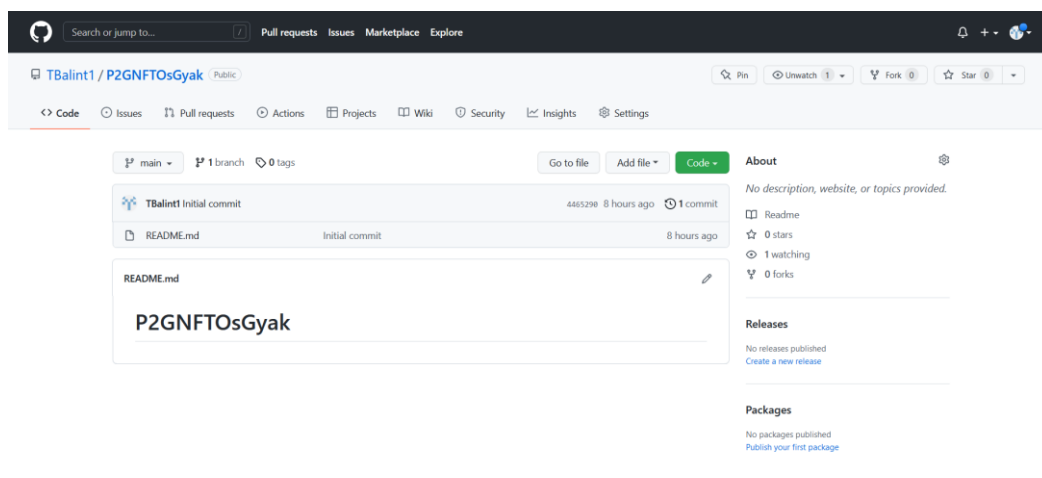 Search or jump to... / Pull requests Issues Marketplace Explore
TBalint1 / P2GNFTOsGyak Public Pin Unwatch 1 Fork 0 Star 0
<> Code Issues Pull requests Actions Projects Wiki Security Insights Settings
main 1 branch 0 tags Go to file Add file Code
TBalint1 Initial commit 4465290 8 hours ago 1 commit
README.md Initial commit 8 hours ago
README.md
P2GNFTOsGyak
About
No description, website, or topics provided.
Readme
0 stars
1 watching
0 forks
Releases
No releases published
Create a new release
Packages
No packages published
Publish your first package